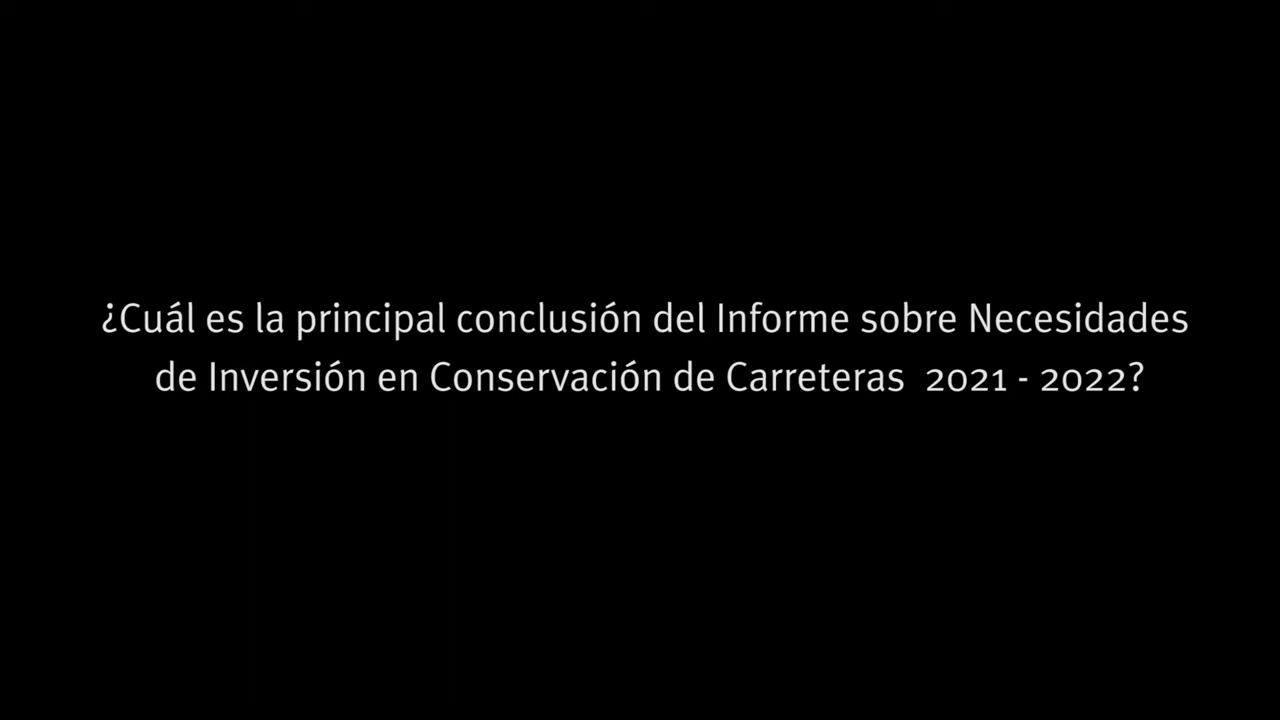 ¿Cuál es la principal conclusión del Informe sobre Necesidades
de Inversión en Conservación de Carreteras 2021 - 2022?